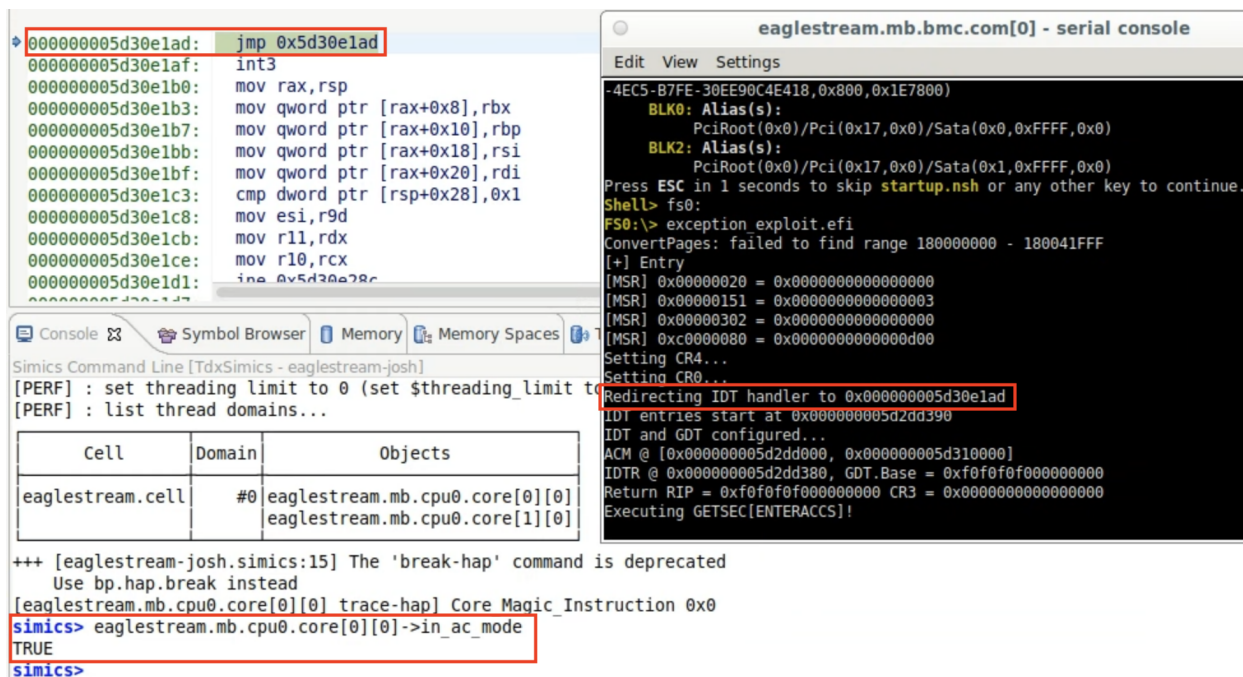 000000005d30e1ad: jmp 0x5d30e1ad
000000005d30e1af: int3
000000005d30e1b0: mov rax,rsp
000000005d30e1b3: mov qword ptr [rax+0x8],rbx
000000005d30e1b7: mov qword ptr [rax+0x10],rbp
000000005d30e1bb: mov qword ptr [rax+0x18],rsi
000000005d30e1bf: mov qword ptr [rax+0x20],rdi
000000005d30e1c3: cmp dword ptr [rsp+0x28],0x1
000000005d30e1c8: mov esi,r9d
000000005d30e1cb: mov r11,rdx
000000005d30e1ce: mov r10,rcx
000000005d30e1d1: jne 0x5d30e28c
eaglestream.mb.bmc.com[0] - serial console
Edit View Settings
-4EC5-B7FE-30EE90C4E418,0x800,0x1E7800)
BLK0: Alias(s):
PciRoot(0x0)/Pci(0x17,0x0)/Sata(0x0,0xFFFF,0x0)
BLK2: Alias(s):
PciRoot(0x0)/Pci(0x17,0x0)/Sata(0x1,0xFFFF,0x0)
Press ESC in 1 seconds to skip startup.nsh or any other key to continue.
Shell> fs0:
FS0:\> exception_exploit.efi
ConvertPages: failed to find range 180000000 - 180041FFF
[+] Entry
[MSR] 0x00000020 = 0x0000000000000000
[MSR] 0x00000151 = 0x0000000000000003
[MSR] 0x00000302 = 0x0000000000000000
[MSR] 0xc0000080 = 0x0000000000000d00
Setting CR4...
Setting CR0...
Redirecting IDT handler to 0x000000005d30e1ad
IDT entries start at 0x000000005d2dd390
IDT and GDT configured...
ACM @ [0x000000005d2dd000, 0x000000005d310000]
IDTR @ 0x000000005d2dd380, GDT.Base = 0xf0f0f0f000000000
Return RIP = 0xf0f0f0f000000000 CR3 = 0x0000000000000000
Executing GETSEC[ENTERACCS]!
Console Symbol Browser Memory Memory Spaces
Simics Command Line [TdxSimics - eaglestream-josh]
[PERF] : set threading limit to 0 (set $threading_limit to
[PERF] : list thread domains...
Cell Domain Objects
eaglestream.cell #0 eaglestream.mb.cpu0.core[0][0]
eaglestream.mb.cpu0.core[1][0]
+++ [eaglestream-josh.simics:15] The 'break-hap' command is deprecated
Use bp.hap.break instead
[eaglestream.mb.cpu0.core[0][0] trace-hap] Core Magic_Instruction 0x0
simics> eaglestream.mb.cpu0.core[0][0]->in_ac_mode
TRUE
simics>